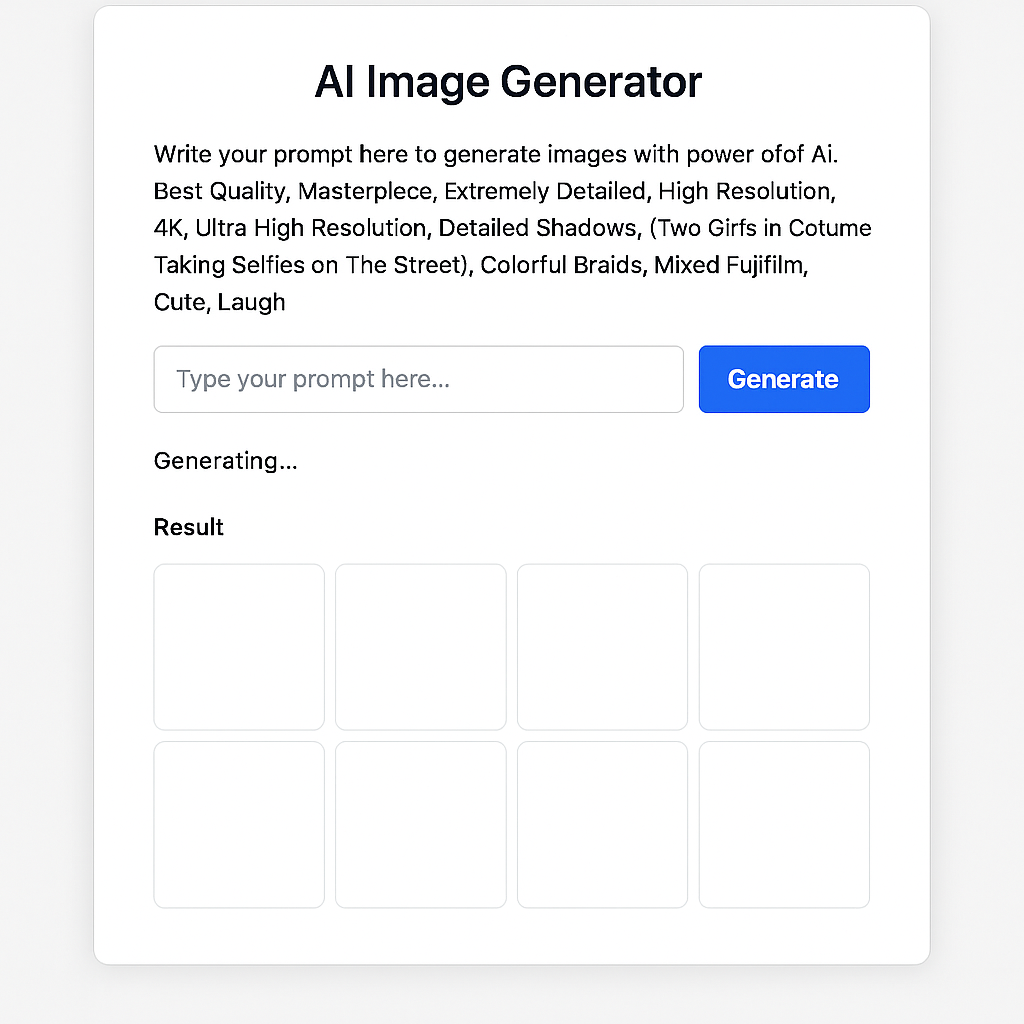 AI Image Generator
Write your prompt here to generate images with power ofof Ai.
Best Quality, Masterplece, Extremely Detailed, High Resolution,
4K, Ultra High Resolution, Detailed Shadows, (Two Girfs in Cotume
Taking Selfies on The Street), Colorful Braids, Mixed Fujifilm,
Cute, Laugh
Type your prompt here...
Generate
Generating...
Result